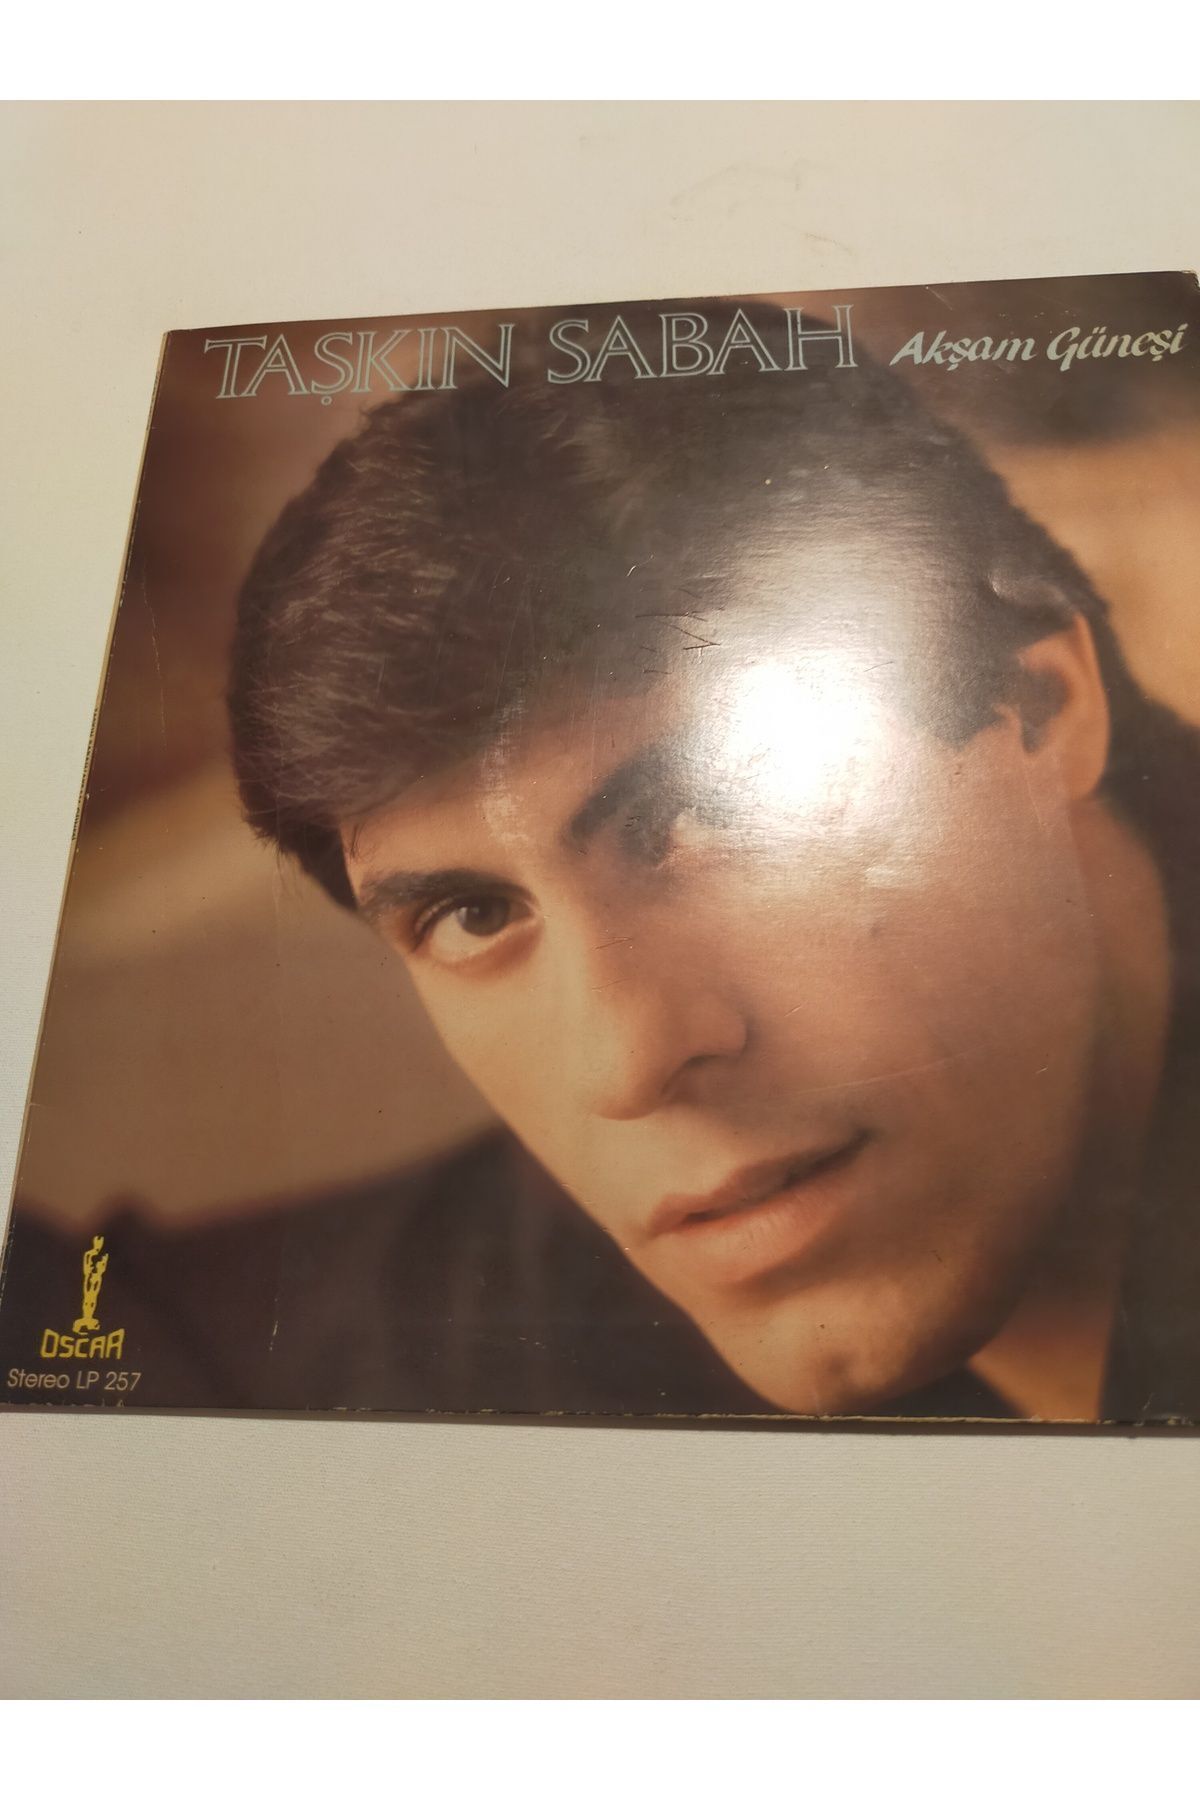 TAŞKIN SABAH Akşam Güneşi
OSCAR
Stereo LP 257